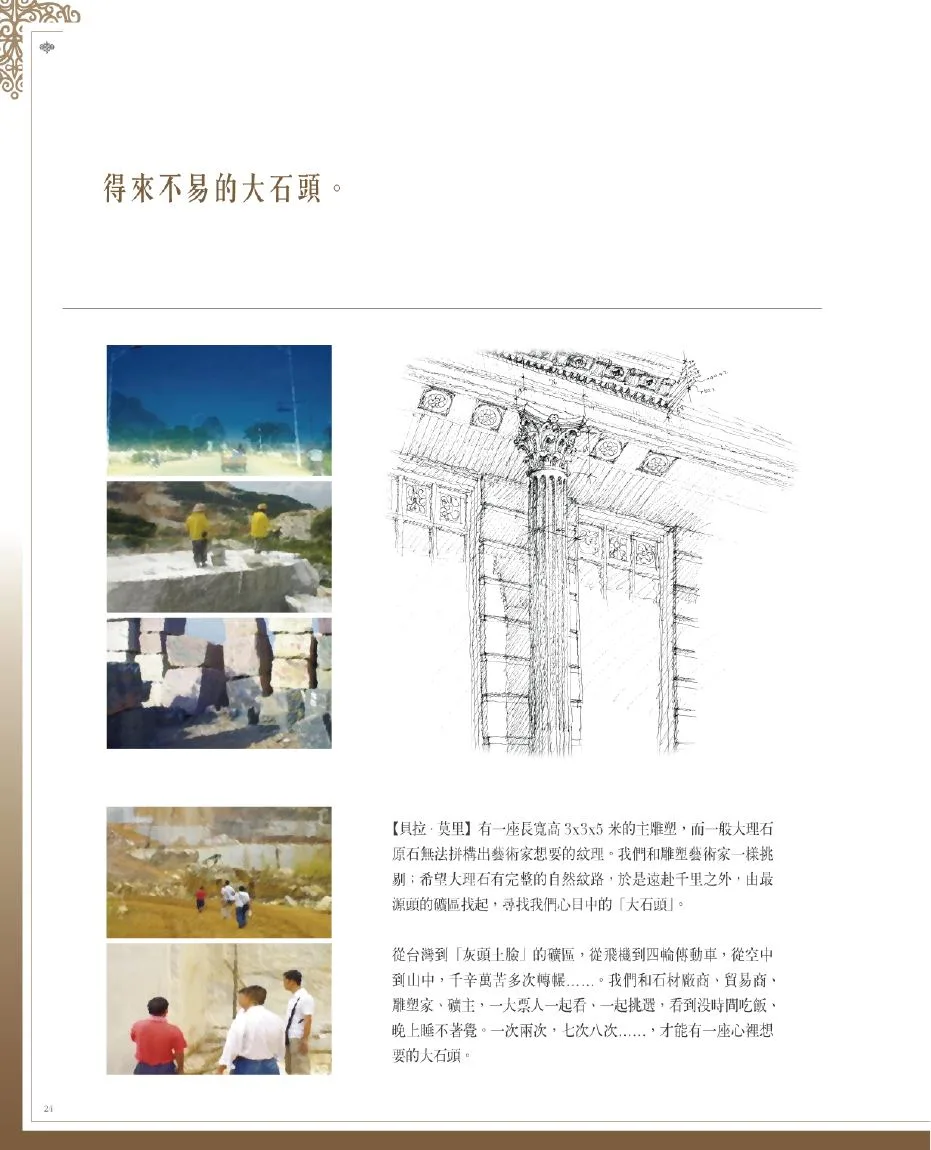 得來不易的大石頭。
【貝拉·莫里】有一座長寬高 3x3x5 米的主雕塑，而一般大理石
原石無法拼構出藝術家想要的紋理。我們和雕塑藝術家一樣挑
剔；希望大理石有完整的自然紋路，於是遠赴千里之外，由最
源頭的礦區找起，尋找我們心目中的「大石頭」。
從台灣到「灰頭土臉」的礦區，從飛機到四輪傳動車，從空中
到山中，千辛萬苦多次轉輾……。我們和石材廠商、貿易商、
雕塑家、礦主，一大票人一起看、一起挑選，看到沒時間吃飯、
晚上睡不著覺。一次兩次，七次八次……，才能有一座心裡想
要的大石頭。
24